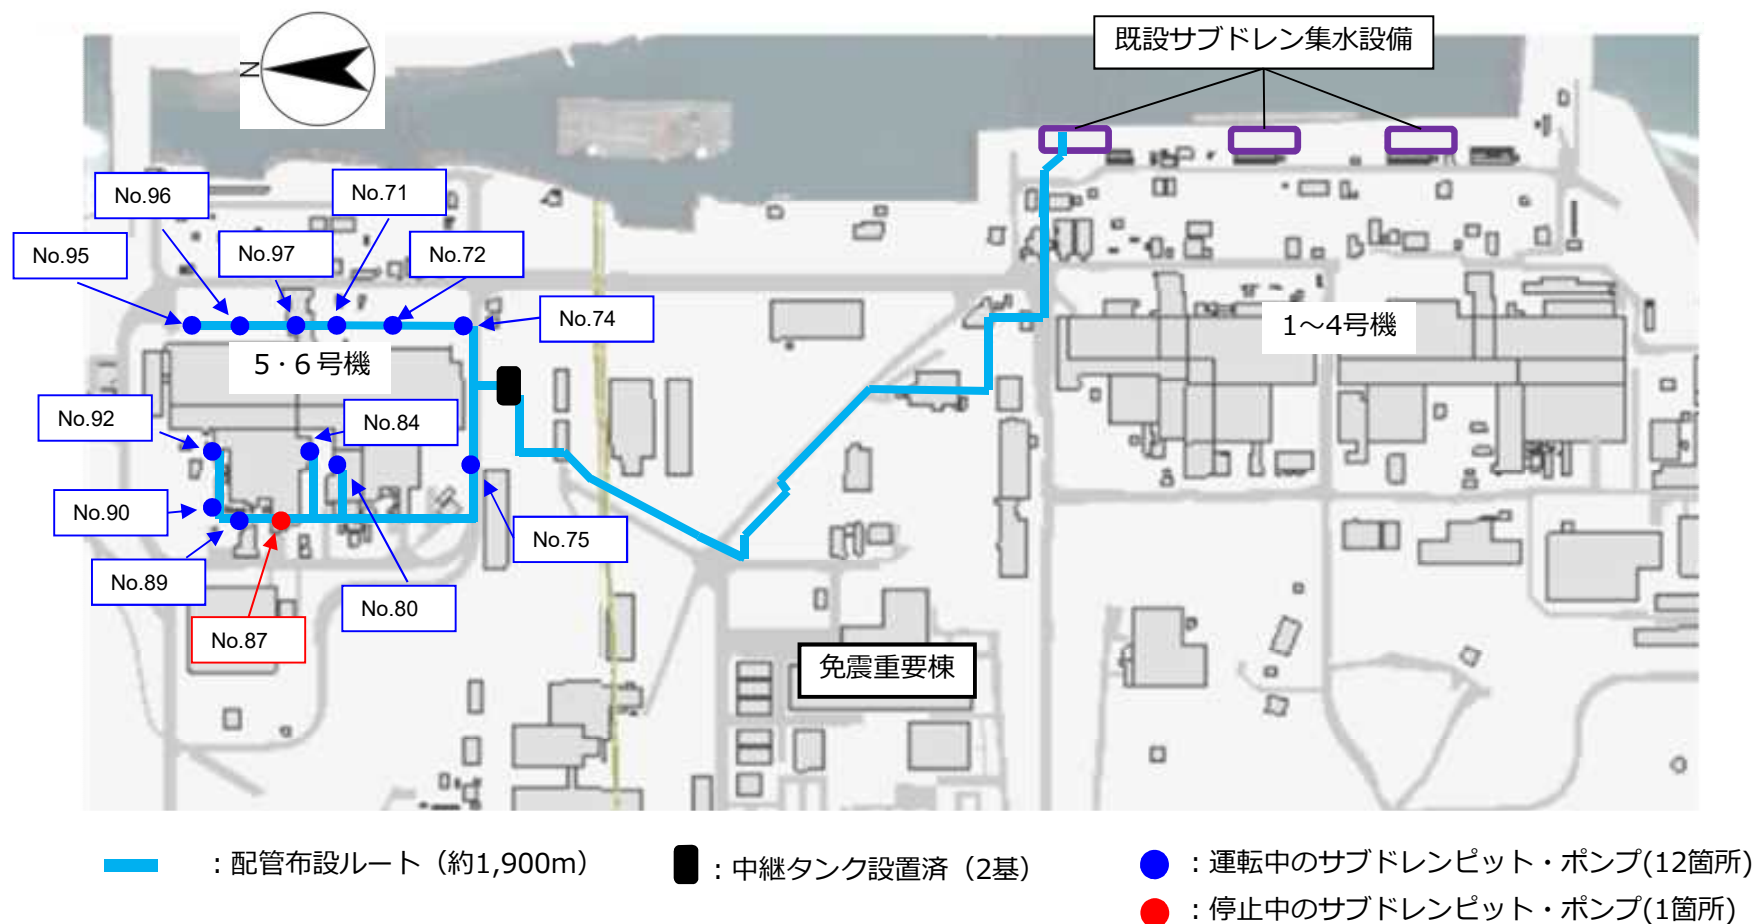 既設サブドレン集水設備
N
No.96
No.71
No.95
No.97
No.72
No.74
1～4号機
5・6号機
No.92
No.84
No.90
No.75
No.89
No.80
No.87
免震重要棟
：配管布設ルート（約1,900m）
：中継タンク設置済（2基）
：運転中のサブドレンピット・ポンプ(12箇所)
：停止中のサブドレンピット・ポンプ(1箇所)